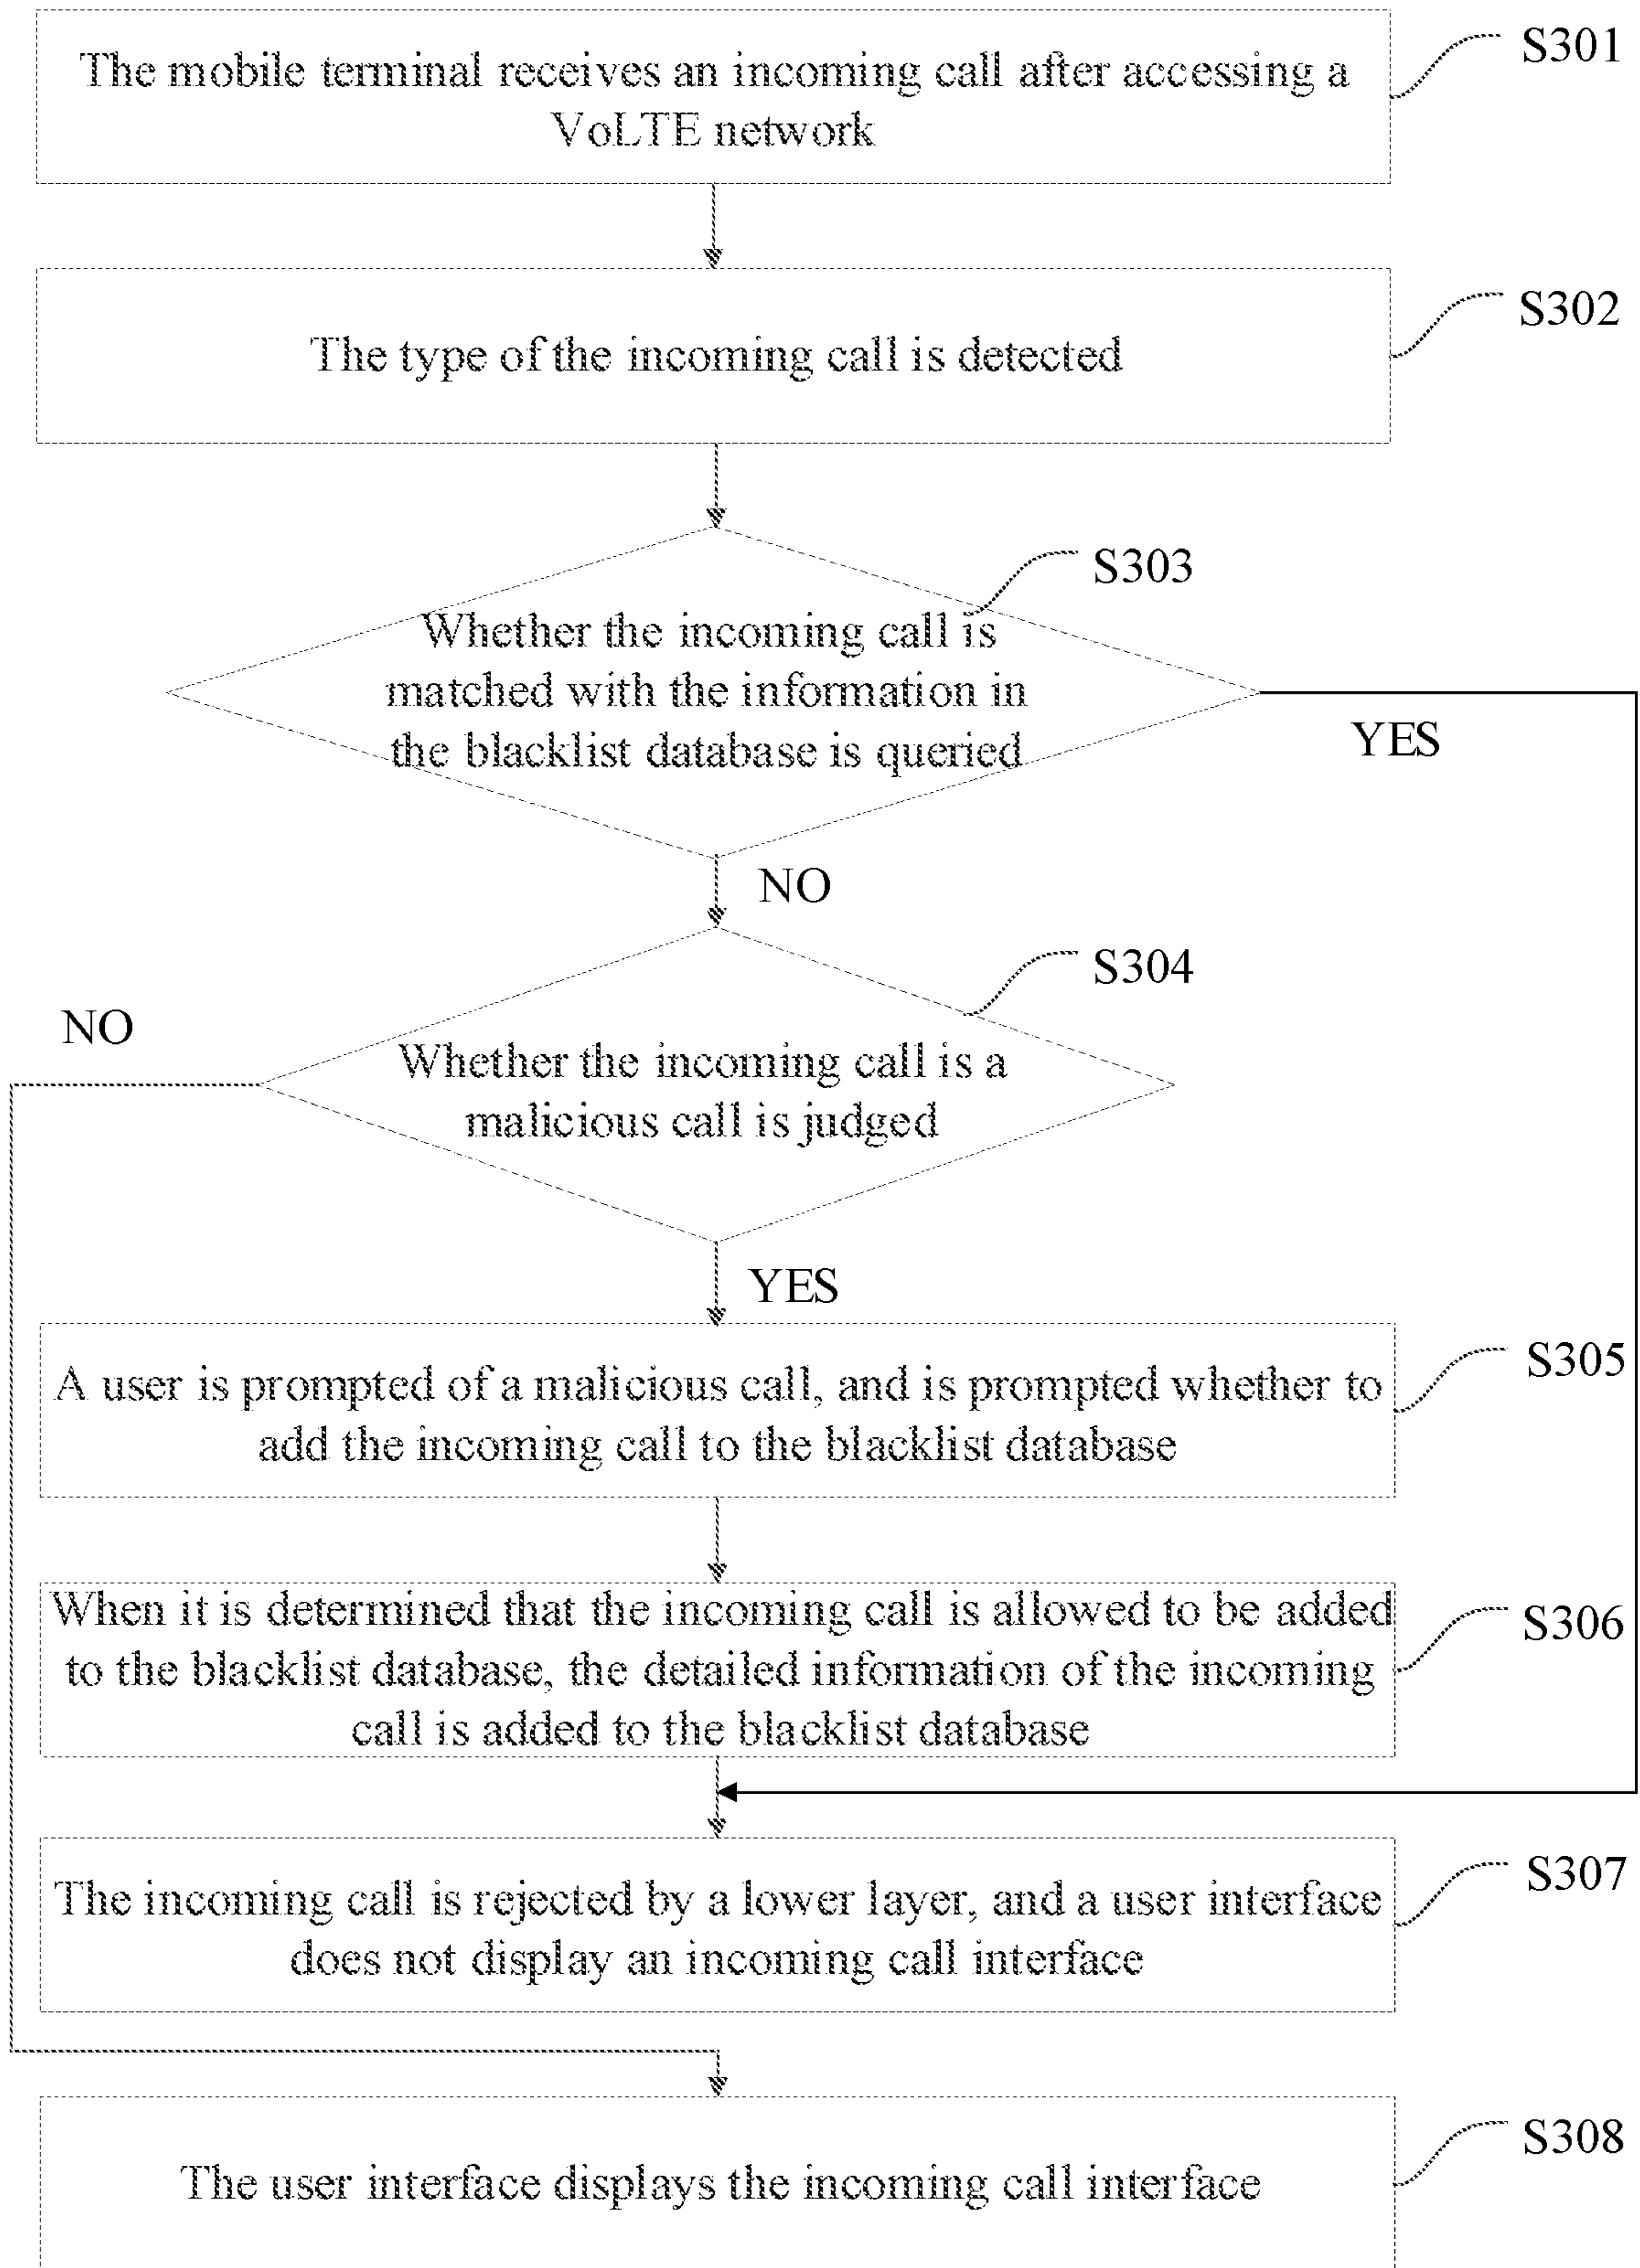 The mobile terminal receives an incoming call after accessing a
VoLTE network
S301
The type of the incoming call is detected
S302
S303
Whether the incoming call is
matched with the information in
the blacklist database is queried
YES
NO
S304
NO
Whether the incoming call is a
malicious call is judged
YES
A user is prompted of a malicious call, and is prompted whether to
add the incoming call to the blacklist database
S305
When it is determined that the incoming call is allowed to be added
to the blacklist database, the detailed information of the incoming
call is added to the blacklist database
S306
The incoming call is rejected by a lower layer, and a user interface
does not display an incoming call interface
S307
The user interface displays the incoming call interface
S308